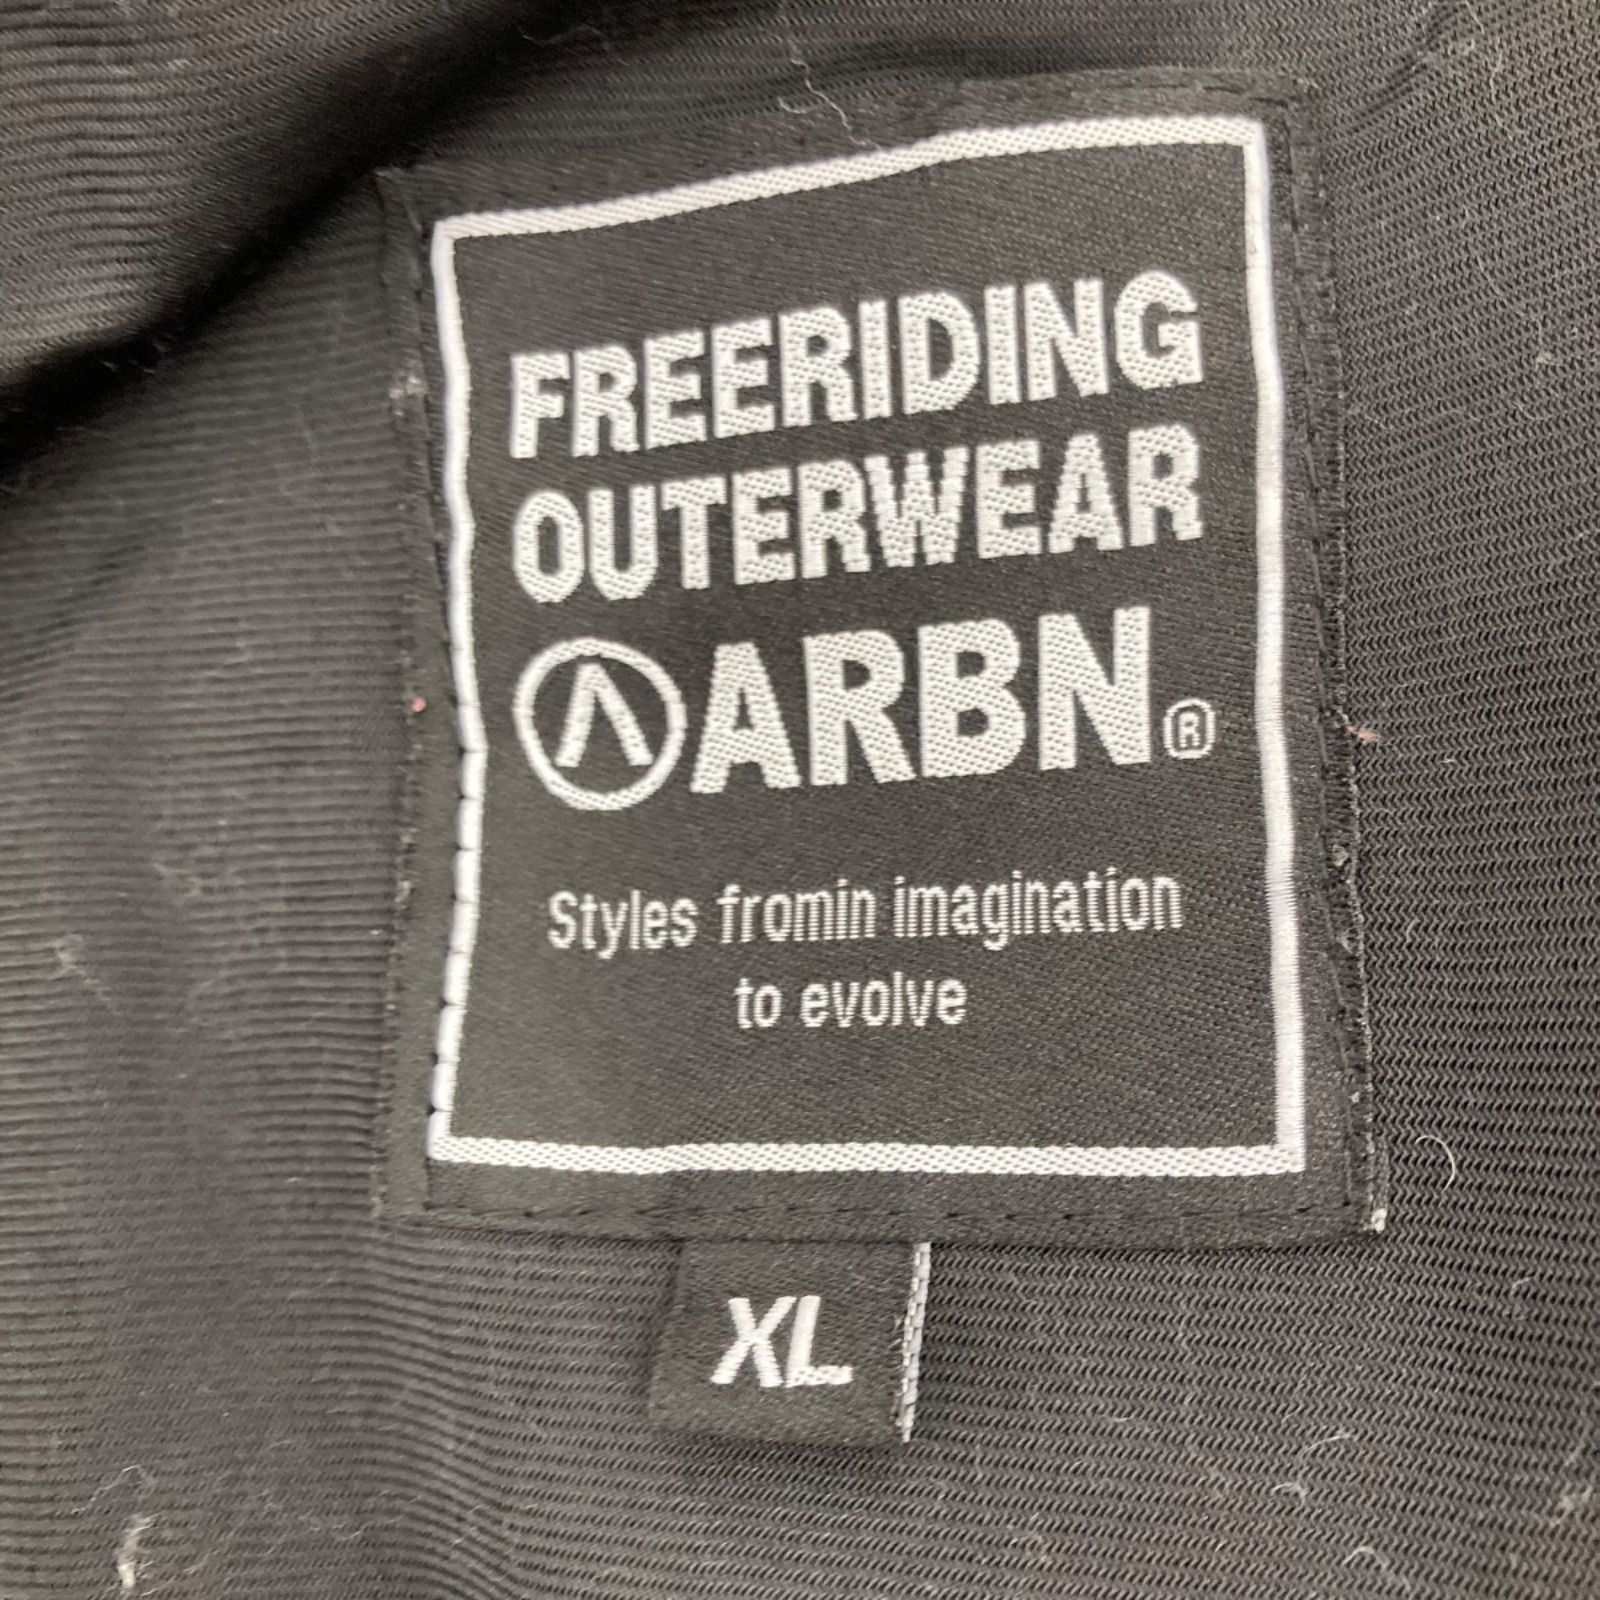 FREERIDING
OUTERWEAR
ARBN®
Styles fromin imagination
to evolve
XL